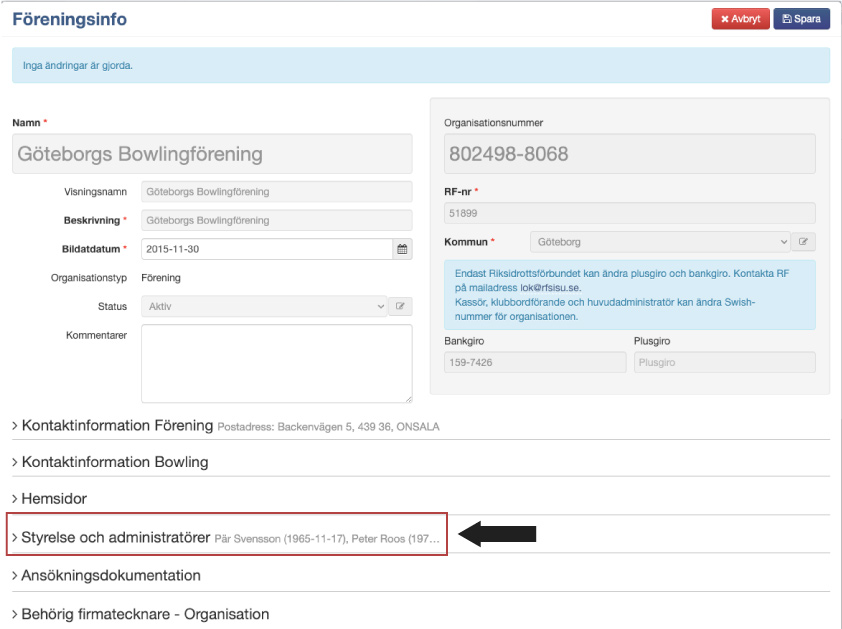 Föreningsinfo
Avbryt
Spara
Inga ändringar är gjorda.
Namn *
Göteborgs Bowlingförening
Visningsnamn Göteborgs Bowlingförening
Beskrivning * Göteborgs Bowlingförening
Bildatdatum * 2015-11-30
Organisationstyp Förening
Status Aktiv
Kommentarer
Organisationsnummer
802498-8068
RF-nr *
51899
Kommun * Göteborg
Endast Riksidrottsförbundet kan ändra plusgiro och bankgiro. Kontakta RF
på mailadress lok@rfsisu.se.
Kassör, klubbordförande och huvudadministratör kan ändra Swish-
nummer för organisationen.
Bankgiro Plusgiro
159-7426 Plusgiro
> Kontaktinformation Förening Postadress: Backenvägen 5, 439 36, ONSALA
> Kontaktinformation Bowling
> Hemsidor
> Styrelse och administratörer Pär Svensson (1965-11-17), Peter Roos (197...
> Ansökningsdokumentation
> Behörig firmatecknare - Organisation